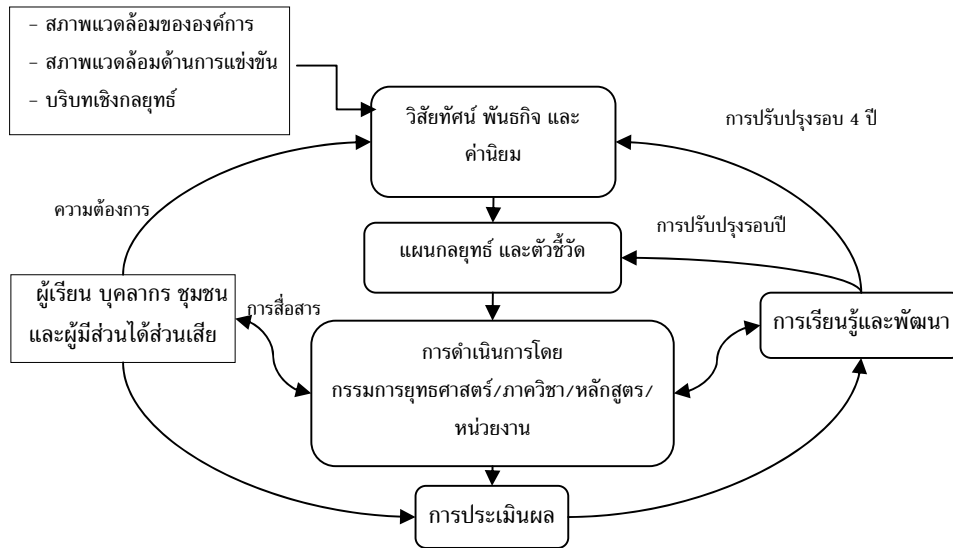 - สภาพแวดล้อมขององค์การ
- สภาพแวดล้อมด้านการแข่งขัน
- บริบทเชิงกลยุทธ์
วิสัยทัศน์ พันธกิจ และ
ค่านิยม
การปรับปรุงรอบ 4 ปี
ความต้องการ
แผนกลยุทธ์ และตัวชี้วัด
การปรับปรุงรอบปี
ผู้เรียน บุคลากร ชุมชน
และผู้มีส่วนได้ส่วนเสีย
การสื่อสาร
การดำเนินการโดย
กรรมการยุทธศาสตร์/ภาควิชา/หลักสูตร/
หน่วยงาน
การเรียนรู้และพัฒนา
การประเมินผล